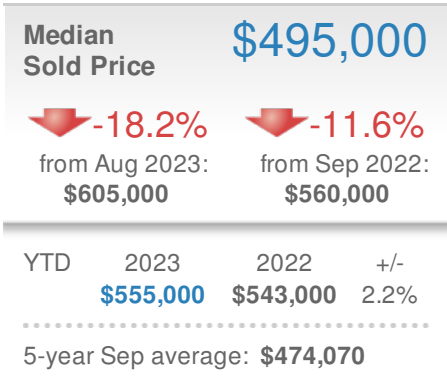 Median $495,000
Sold Price
-18.2% -11.6%
from Aug 2023: from Sep 2022:
$605,000 $560,000
YTD 2023 2022 +/-
$555,000 $543,000 2.2%
5-year Sep average: $474,070